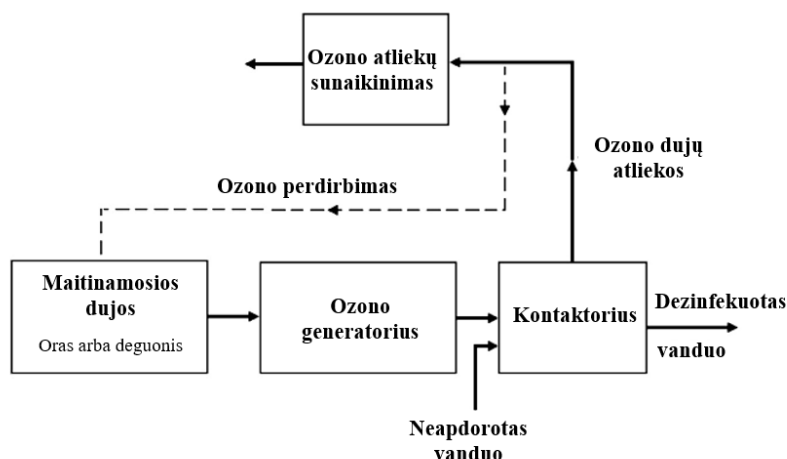 Ozono atliekų
sunaikinimas
Ozono dujų
atliekos
Ozono perdirbimas
Maitinamosios
dujos
Oras arba deguonis
Ozono
generatorius
Kontaktorius
Dezinfekuotas
vanduo
Neapdorotas
vanduo